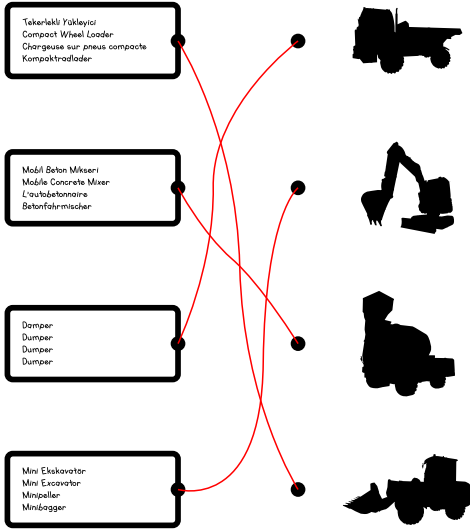 Tekerlekli Yükleyici
Compact Wheel Loader
Chargeuse sur pneus compacte
Kompaktradlader
Mobil Beton Mikseri
Mobile Concrete Mixer
L'autobetonnaire
Betonfahrmischer
Damper
Dumper
Dumper
Dumper
Mini Ekskavatör
Mini Excavator
Minipeller
Minibagger